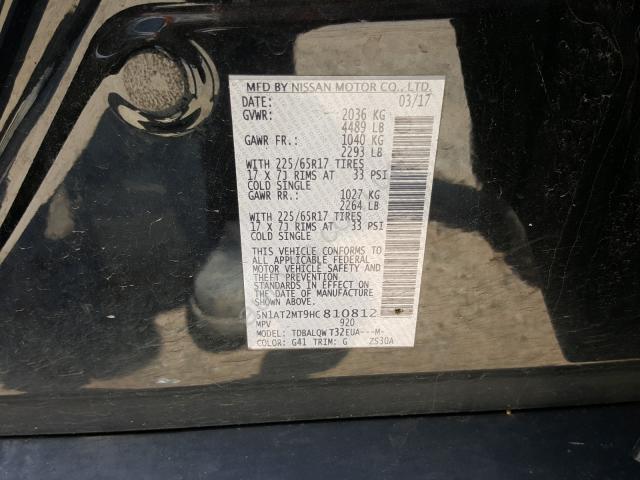 MFD BY NISSAN MOTOR CO., LTD.
DATE: 03/17
GVWR: 2036 KG
4489 LB
GAWR FR.: 1040 KG
2293 LB
WITH 225/65R17 TIRES
17 X 7J RIMS AT 33 PSI
COLD SINGLE
GAWR RR.: 1027 KG
2264 LB
WITH 225/65R17 TIRES
17 X 7J RIMS AT 33 PSI
COLD SINGLE
THIS VEHICLE CONFORMS TO
ALL APPLICABLE FEDERAL
MOTOR VEHICLE SAFETY AND
THEFT PREVENTION
STANDARDS IN EFFECT ON
THE DATE OF MANUFACTURE
SHOWN ABOVE.
5N1AT2MT9HC810812
MPV 920
MODEL: TDBALQW T32EUA---M-
COLOR: G41 TRIM: G ZS30A